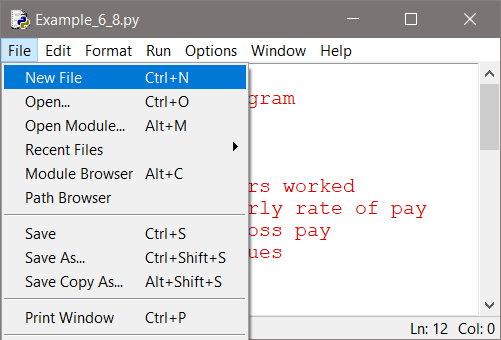 Example_6_8.py
File Edit Format Run Options Window Help
New File Ctrl+N
Open... Ctrl+O
Open Module... Alt+M
Recent Files
Module Browser Alt+C
Path Browser
Save Ctrl+S
Save As... Ctrl+Shift+S
Save Copy As... Alt+Shift+S
Print Window Ctrl+P
gram
rs worked
rly rate of pay
oss pay
ues
Ln: 12 Col: 0